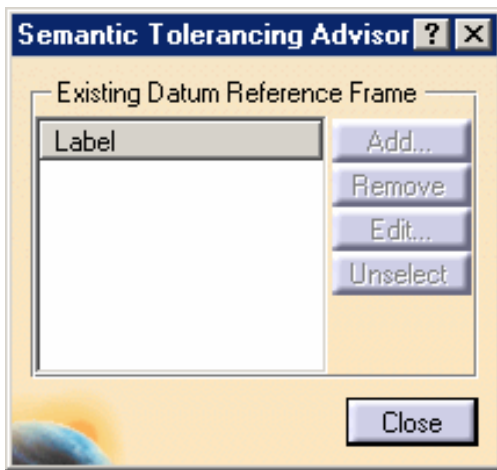 Semantic Tolerancing Advisor ? X
Existing Datum Reference Frame
Label
Add...
Remove
Edit...
Unselect
Close